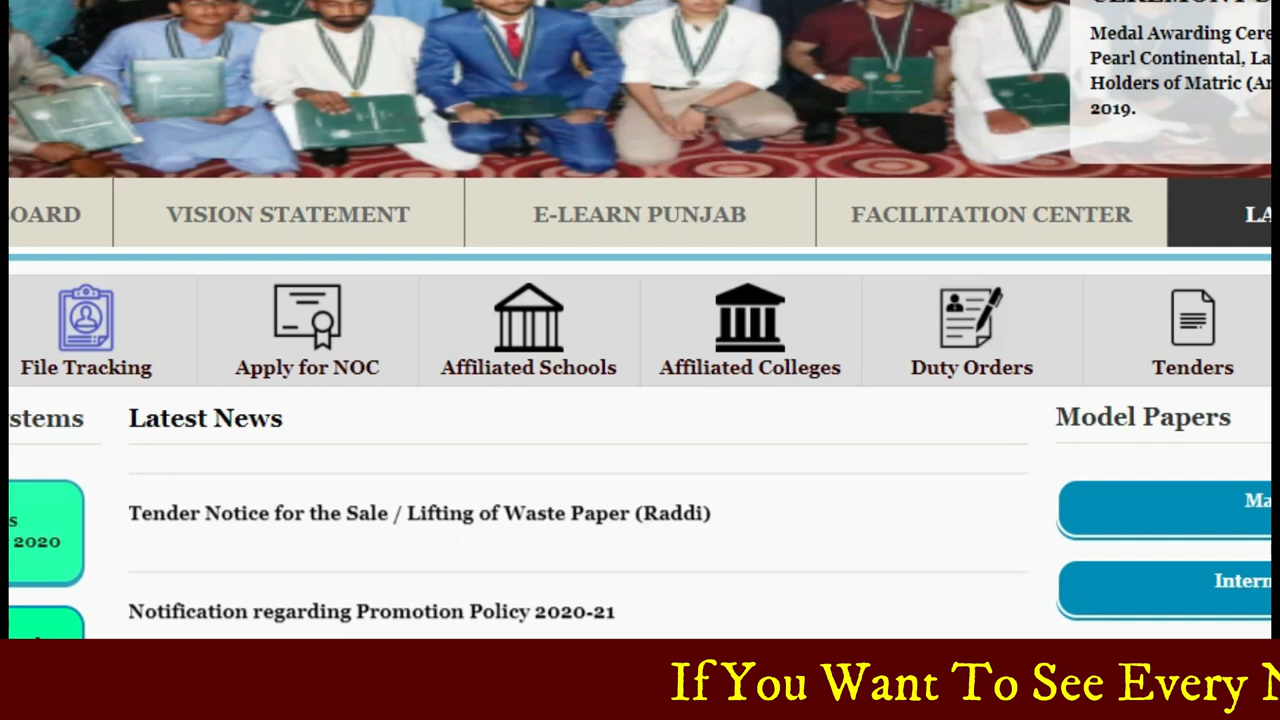 Medal Awarding Cere
Pearl Continental, La
Holders of Matric (An
2019.
OARD
VISION STATEMENT
E-LEARN PUNJAB
FACILITATION CENTER
LA
File Tracking
Apply for NOC
Affiliated Schools
Affiliated Colleges
Duty Orders
Tenders
stems
Latest News
Model Papers
Tender Notice for the Sale / Lifting of Waste Paper (Raddi)
Ma
s
2020
Intern
Notification regarding Promotion Policy 2020-21
If You Want To See Every N